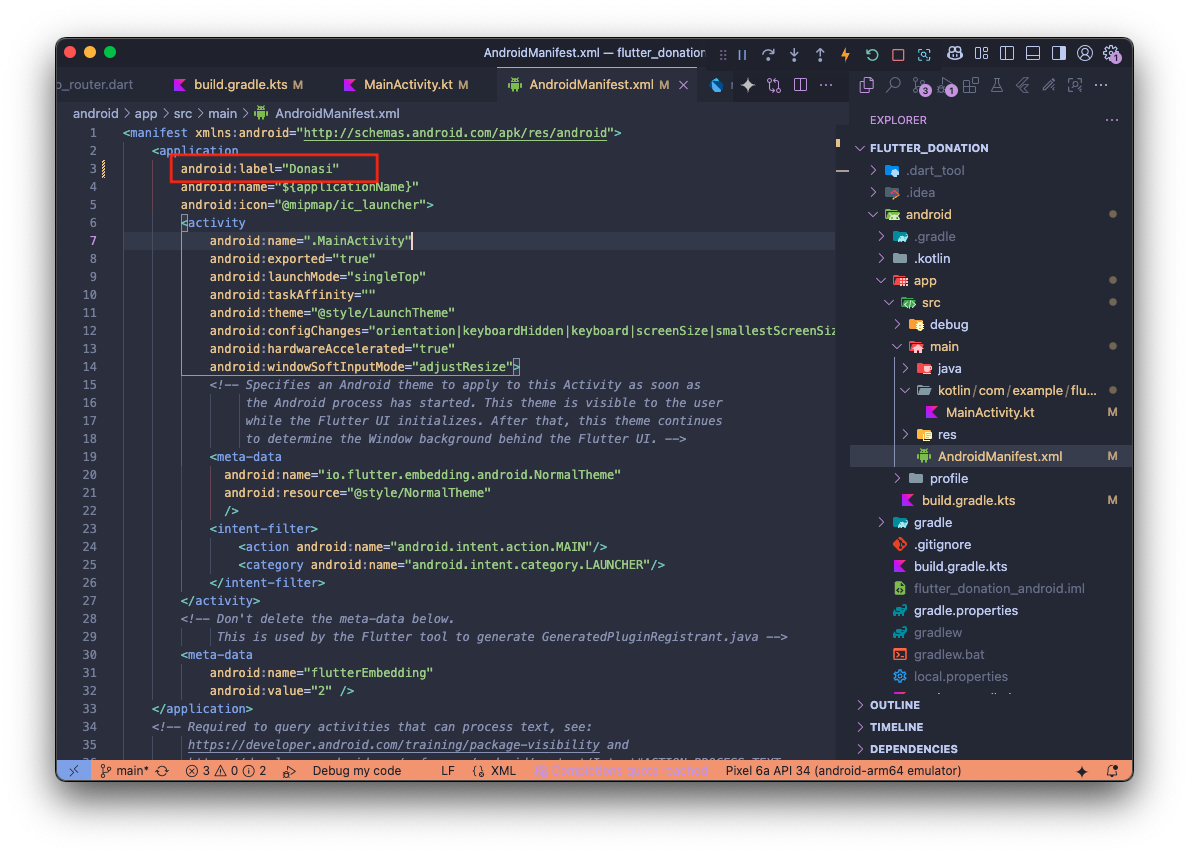 AndroidManifest.xml — flutter_donation
o_router.dart
build.gradle.kts M
MainActivity.kt M
AndroidManifest.xml M
android > app > src > main > AndroidManifest.xml
1 <manifest xmlns:android="http://schemas.android.com/apk/res/android">
2 <application
3 android:label="Donasi"
4 android:name="${applicationName}"
5 android:icon="@mipmap/ic_launcher">
6 <activity
7 android:name=".MainActivity"
8 android:exported="true"
9 android:launchMode="singleTop"
10 android:taskAffinity=""
11 android:theme="@style/LaunchTheme"
12 android:configChanges="orientation|keyboardHidden|keyboard|screenSize|smallestScreenSiz
13 android:hardwareAccelerated="true"
14 android:windowSoftInputMode="adjustResize">
15 <!-- Specifies an Android theme to apply to this Activity as soon as
16 the Android process has started. This theme is visible to the user
17 while the Flutter UI initializes. After that, this theme continues
18 to determine the Window background behind the Flutter UI. -->
19 <meta-data
20 android:name="io.flutter.embedding.android.NormalTheme"
21 android:resource="@style/NormalTheme"
22 />
23 <intent-filter>
24 <action android:name="android.intent.action.MAIN"/>
25 <category android:name="android.intent.category.LAUNCHER"/>
26 </intent-filter>
27 </activity>
28 <!-- Don't delete the meta-data below.
29 This is used by the Flutter tool to generate GeneratedPluginRegistrant.java -->
30 <meta-data
31 android:name="flutterEmbedding"
32 android:value="2" />
33 </application>
34 <!-- Required to query activities that can process text, see:
35 https://developer.android.com/training/package-visibility and
1
3
1
EXPLORER
FLUTTER_DONATION
.dart_tool
.idea
android
.gradle
.kotlin
app
src
debug
main
java
kotlin/com/example/flu...
MainActivity.kt M
res
AndroidManifest.xml M
profile
build.gradle.kts M
gradle
.gitignore
build.gradle.kts
flutter_donation_android.iml
gradle.properties
gradlew
gradlew.bat
local.properties
OUTLINE
TIMELINE
DEPENDENCIES
main* 3 0 2 Debug my code LF {} XML Completions quota reached Pixel 6a API 34 (android-arm64 emulator)